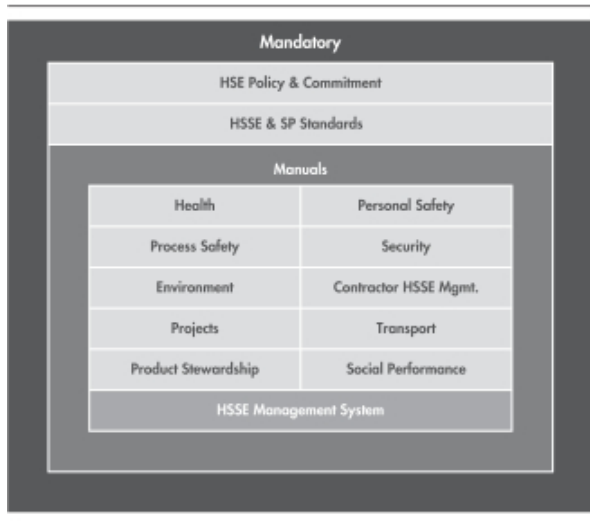 Mandatory
HSE Policy & Commitment
HSSE & SP Standards
Manuals
Health
Personal Safety
Process Safety
Security
Environment
Contractor HSSE Mgmt.
Projects
Transport
Product Stewardship
Social Performance
HSSE Management System